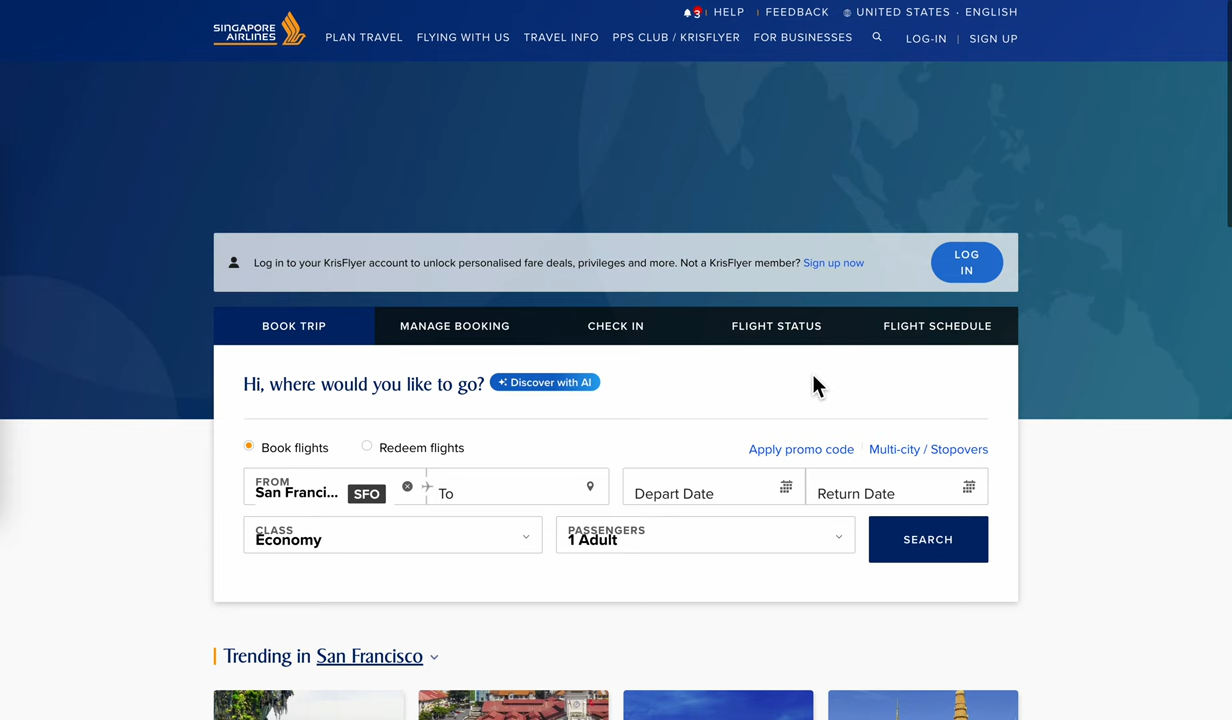 3 | HELP | FEEDBACK UNITED STATES · ENGLISH
SINGAPORE
AIRLINES
PLAN TRAVEL FLYING WITH US TRAVEL INFO PPS CLUB / KRISFLYER FOR BUSINESSES LOG-IN | SIGN UP
Log in to your KrisFlyer account to unlock personalised fare deals, privileges and more. Not a KrisFlyer member? Sign up now
LOG
IN
BOOK TRIP MANAGE BOOKING CHECK IN FLIGHT STATUS FLIGHT SCHEDULE
Hi, where would you like to go? Discover with AI
Book flights Redeem flights Apply promo code Multi-city / Stopovers
FROM
San Franci... SFO To Depart Date Return Date
CLASS PASSENGERS
Economy 1 Adult SEARCH
Trending in San Francisco